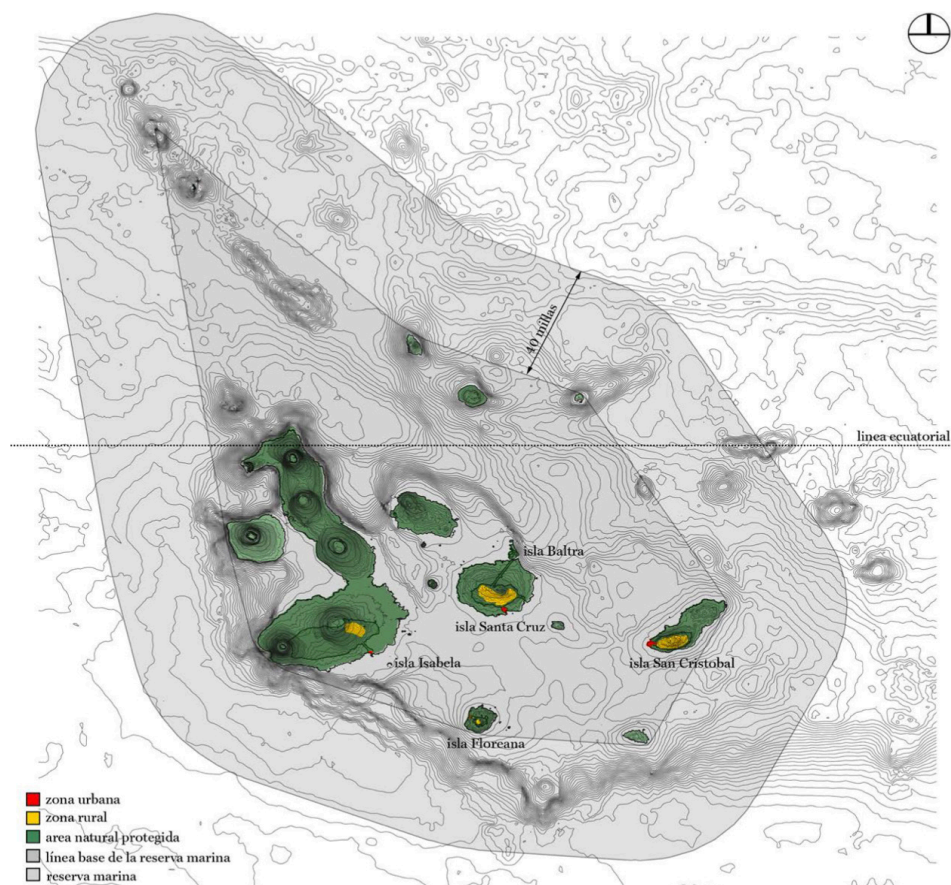 40 millas
linea ecuatorial
isla Baltra
isla Santa Cruz
isla San Cristobal
isla Isabela
isla Floreana
zona urbana
zona rural
area natural protegida
línea base de la reserva marina
reserva marina